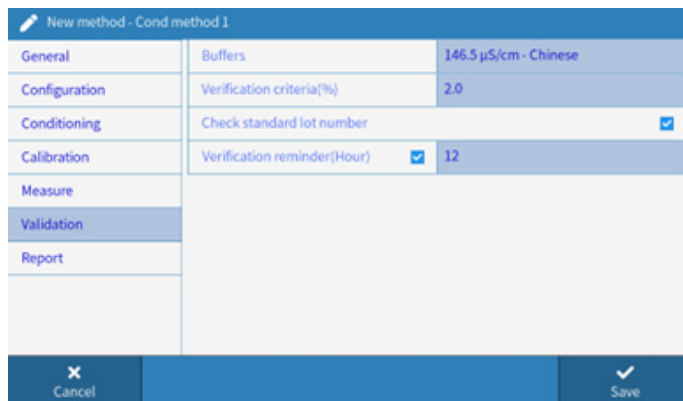 New method - Cond method 1
General
Buffers
146.5 µS/cm - Chinese
Configuration
Verification criteria(%)
2.0
Conditioning
Check standard lot number
Calibration
Verification reminder(Hour)
12
Measure
Validation
Report
Cancel
Save